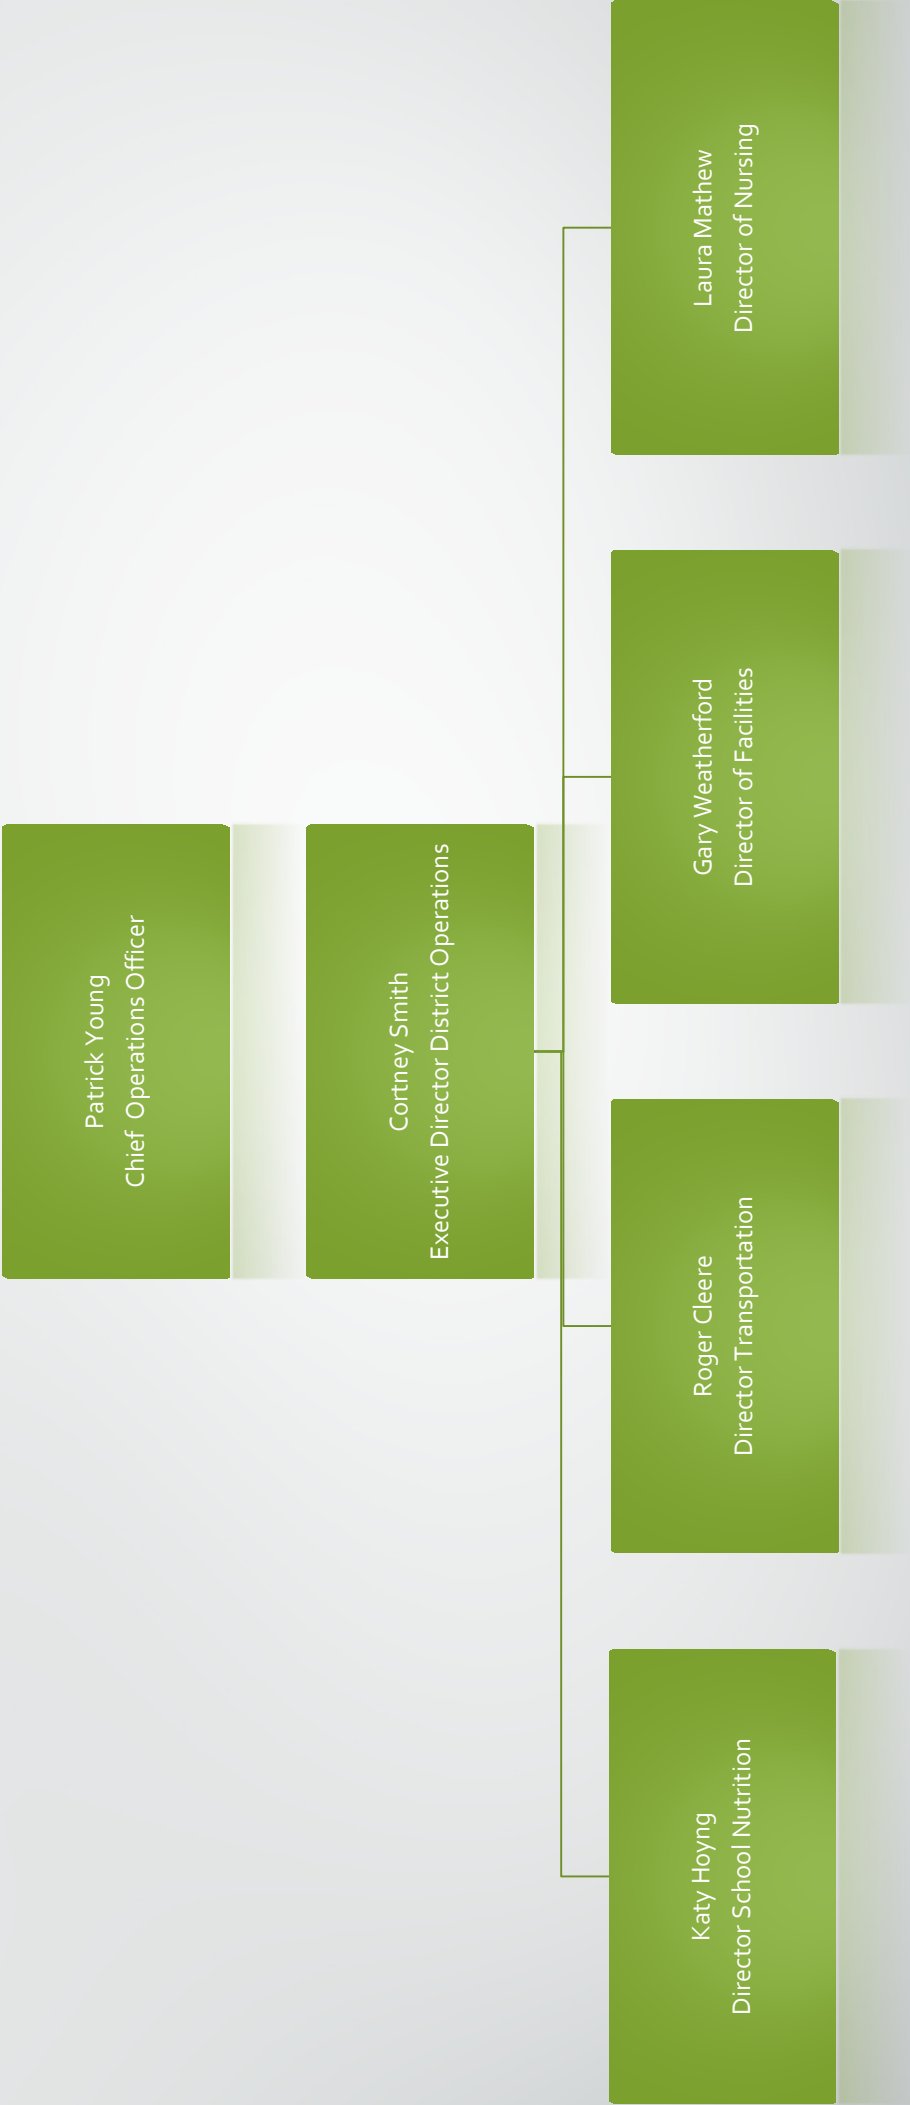 Patrick Young
Chief  Operations Officer
Cortney Smith
Executive Director District Operations
Katy Hoyng
Director School Nutrition
Roger Cleere
Director Transportation
Gary Weatherford
Director of Facilities
Laura Mathew
Director of Nursing